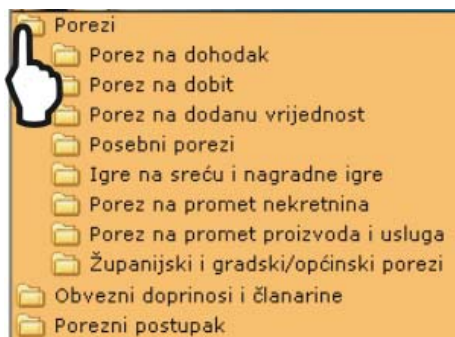 Porezi
Porez na dohodak
Porez na dobit
Porez na dodanu vrijednost
Posebni porezi
Igre na sreću i nagradne igre
Porez na promet nekretnina
Porez na promet proizvoda i usluga
Županijski i gradski/općinski porezi
Obvezni doprinosi i članarine
Porezni postupak